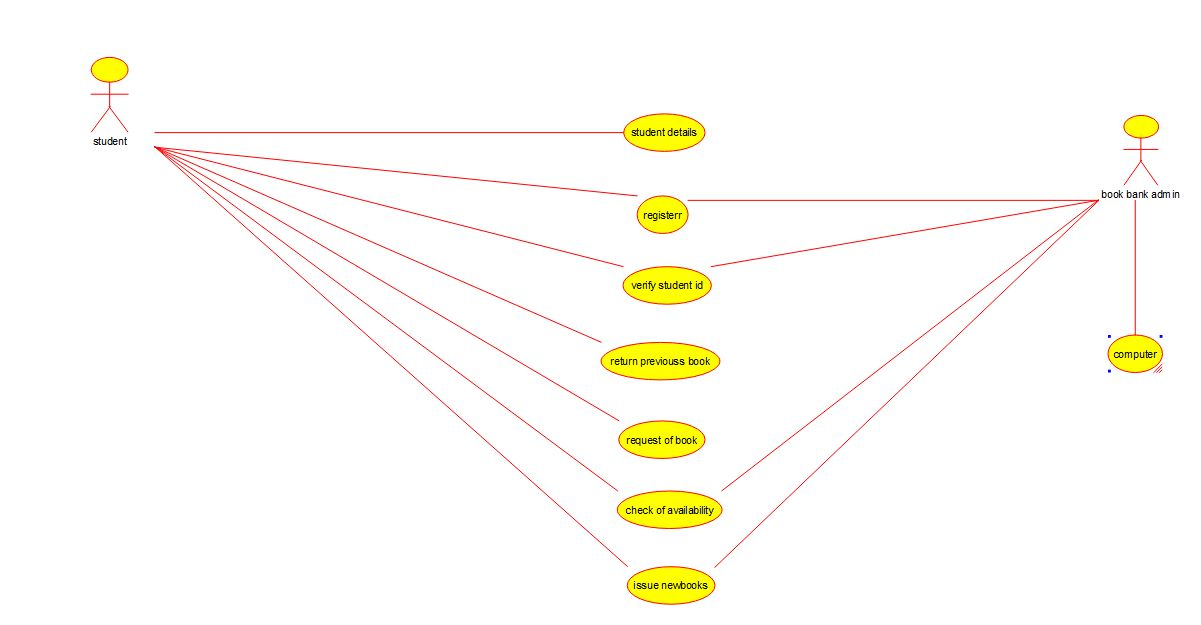 student
student details
book bank admin
registerr
verify student id
return previouss book
computer
request of book
check of availability
issue newbooks